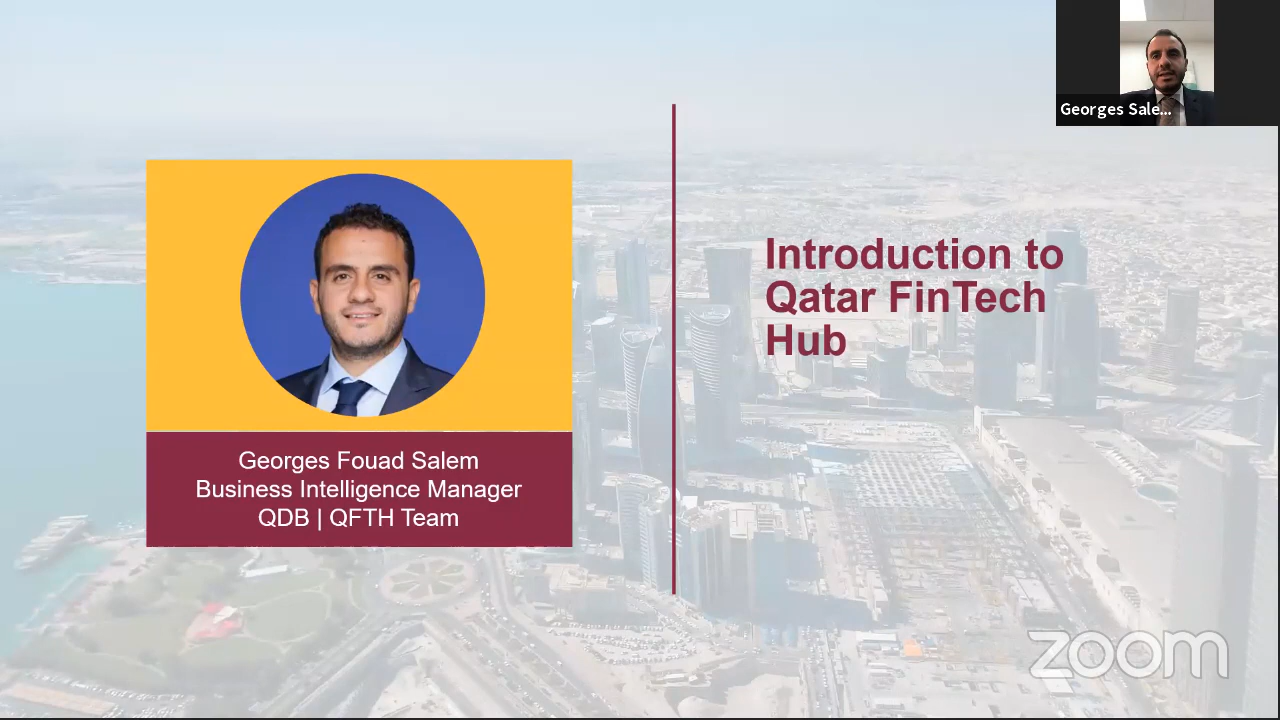 Georges Sale...
Introduction to
Qatar FinTech
Hub
Georges Fouad Salem
Business Intelligence Manager
QDB | QFTH Team
zoom